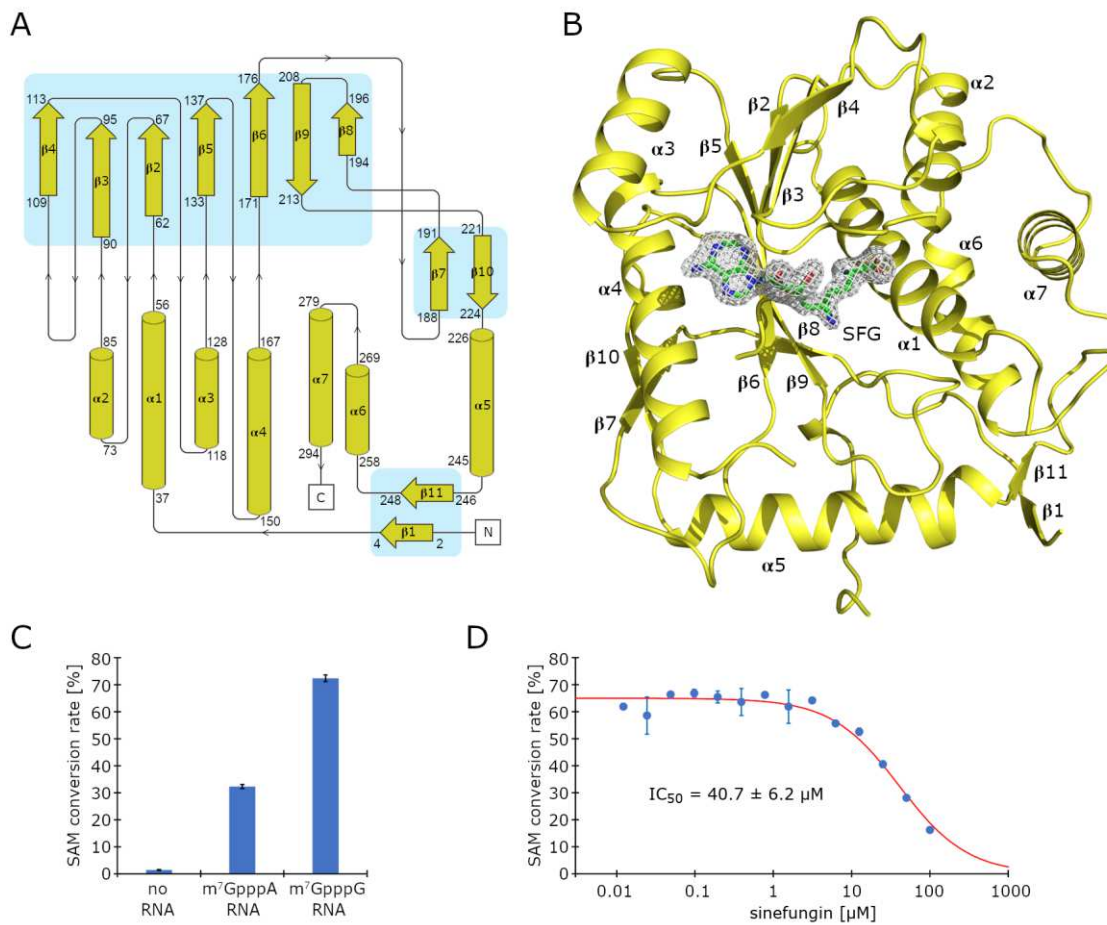 A
113
95
67
137
176
208
196
β4
β3
β2
β5
β6
β9
β8
194
109
90
62
133
171
213
191
221
β7
β10
188
224
56
279
226
85
128
167
269
α2
α1
α3
α4
α7
α6
α5
73
118
294
258
245
37
150
C
248
β11
246
4
β1
2
N
B
α2
β2
β4
α3
β5
β3
α6
α4
α7
β8
SFG
α1
β10
β6
β9
β7
β11
β1
α5
C
SAM conversion rate [%]
80
70
60
50
40
30
20
10
0
no RNA
m⁷GpppA RNA
m⁷GpppG RNA
D
SAM conversion rate [%]
80
70
60
50
40
30
20
10
0
IC₅₀ = 40.7 ± 6.2 µM
0.01
0.1
1
10
100
1000
sinefungin [µM]